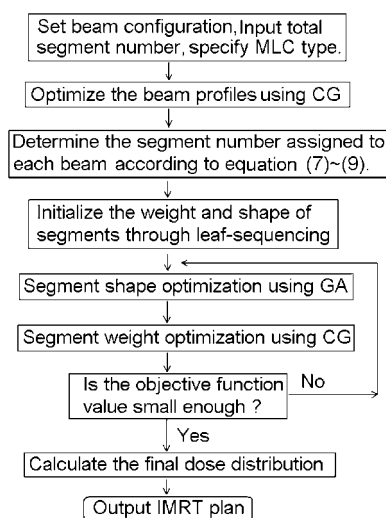 Set beam configuration, Input total
segment number, specify MLC type.
Optimize the beam profiles using CG
Determine the segment number assigned to
each beam according to equation (7)~(9).
Initialize the weight and shape of
segments through leaf-sequencing
Segment shape optimization using GA
Segment weight optimization using CG
Is the objective function
value small enough ?
No
Yes
Calculate the final dose distribution
Output IMRT plan